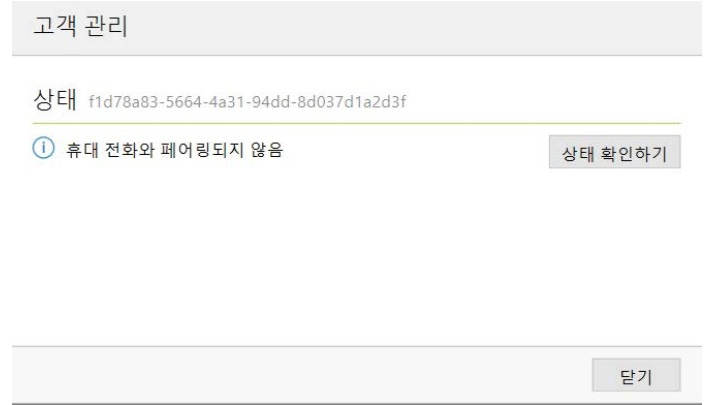 고객 관리
상태 f1d78a83-5664-4a31-94dd-8d037d1a2d3f
휴대 전화와 페어링되지 않음
상태 확인하기
닫기